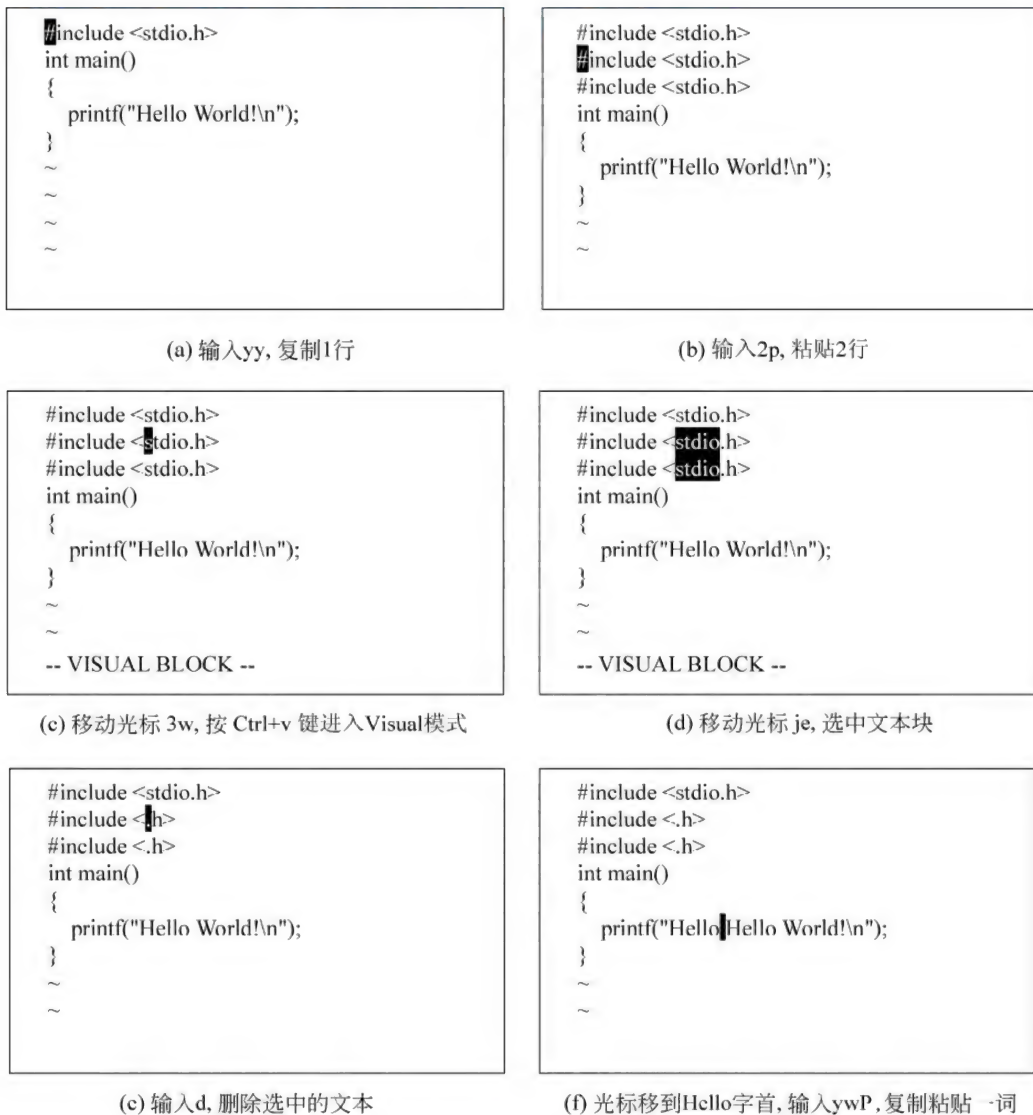 #include <stdio.h>
int main()
{
printf("Hello World!\n");
}
~
~
~
~
(a) 输入yy, 复制1行
#include <stdio.h>
#include <stdio.h>
#include <stdio.h>
int main()
{
printf("Hello World!\n");
}
~
~
(b) 输入2p, 粘贴2行
#include <stdio.h>
#include <stdio.h>
#include <stdio.h>
int main()
{
printf("Hello World!\n");
}
~
~
-- VISUAL BLOCK --
(c) 移动光标 3w, 按 Ctrl+v 键进入Visual模式
#include <stdio.h>
#include <stdio.h>
#include <stdio.h>
int main()
{
printf("Hello World!\n");
}
~
~
-- VISUAL BLOCK --
(d) 移动光标 je, 选中文本块
#include <stdio.h>
#include <.h>
#include <.h>
int main()
{
printf("Hello World!\n");
}
~
~
(e) 输入d, 删除选中的文本
#include <stdio.h>
#include <.h>
#include <.h>
int main()
{
printf("Hello Hello World!\n");
}
~
~
(f) 光标移到Hello字首, 输入ywP, 复制粘贴一词